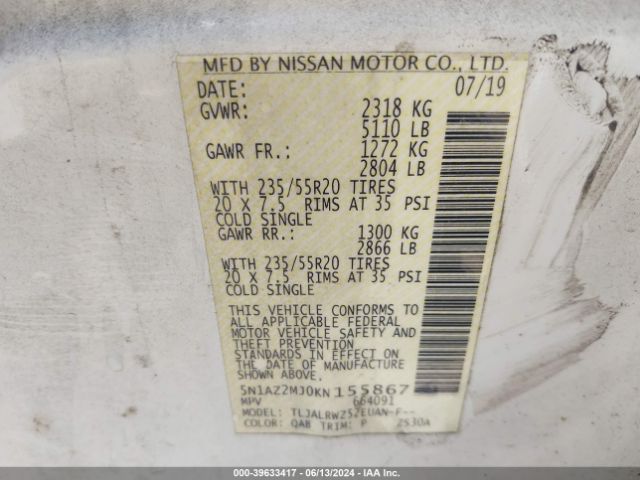 MFD BY NISSAN MOTOR CO., LTD.
DATE: 07/19
GVWR: 2318 KG
5110 LB
GAWR FR.: 1272 KG
2804 LB
WITH 235/55R20 TIRES
20 X 7.5 RIMS AT 35 PSI
COLD SINGLE
GAWR RR.: 1300 KG
2866 LB
WITH 235/55R20 TIRES
20 X 7.5 RIMS AT 35 PSI
COLD SINGLE
THIS VEHICLE CONFORMS TO
ALL APPLICABLE FEDERAL
MOTOR VEHICLE SAFETY AND
THEFT PREVENTION
STANDARDS IN EFFECT ON
THE DATE OF MANUFACTURE
SHOWN ABOVE.
5N1AZ2MJ0KN155867
MPV 664091
MODEL: TLJALRWZ52EUAN-F--
COLOR: QAB TRIM: P 2S30A
000-39633417 - 06/13/2024 - IAAI.COM